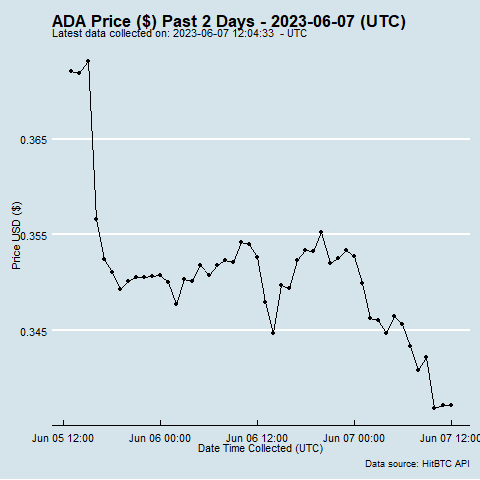 ADA Price ($) Past 2 Days - 2023-06-07 (UTC)
Latest data collected on: 2023-06-07 12:04:33 - UTC
0.365
0.355
0.345
Price USD ($)
Jun 05 12:00 Jun 06 00:00 Jun 06 12:00 Jun 07 00:00 Jun 07 12:00
Date Time Collected (UTC)
Data source: HitBTC API